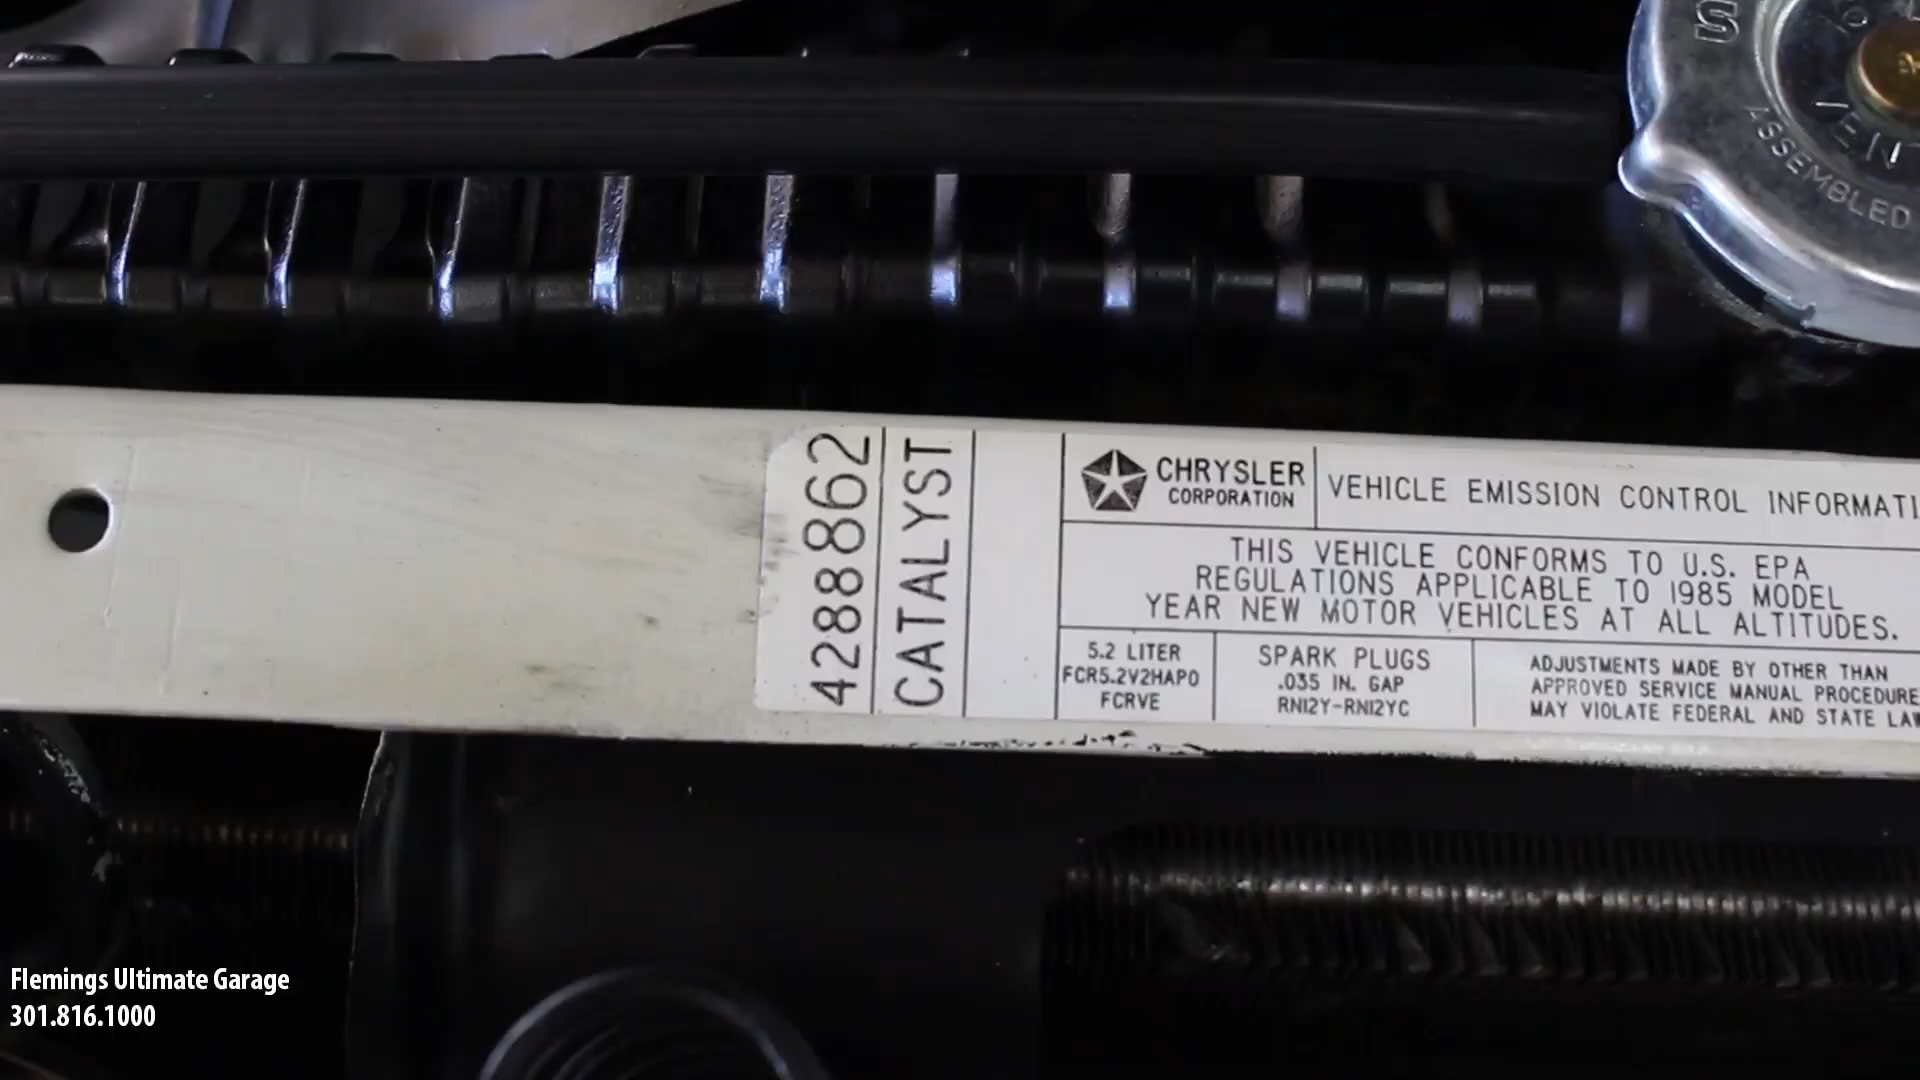 S
VEN
ASSEMBLED
4288862
CATALYST
CHRYSLER
CORPORATION
VEHICLE EMISSION CONTROL INFORMATI
THIS VEHICLE CONFORMS TO U.S. EPA
REGULATIONS APPLICABLE TO 1985 MODEL
YEAR NEW MOTOR VEHICLES AT ALL ALTITUDES.
5.2 LITER
FCR5.2V2HAP0
FCRVE
SPARK PLUGS
.035 IN. GAP
RN12Y-RN12YC
ADJUSTMENTS MADE BY OTHER THAN
APPROVED SERVICE MANUAL PROCEDURE
MAY VIOLATE FEDERAL AND STATE LAW
Flemings Ultimate Garage
301.816.1000